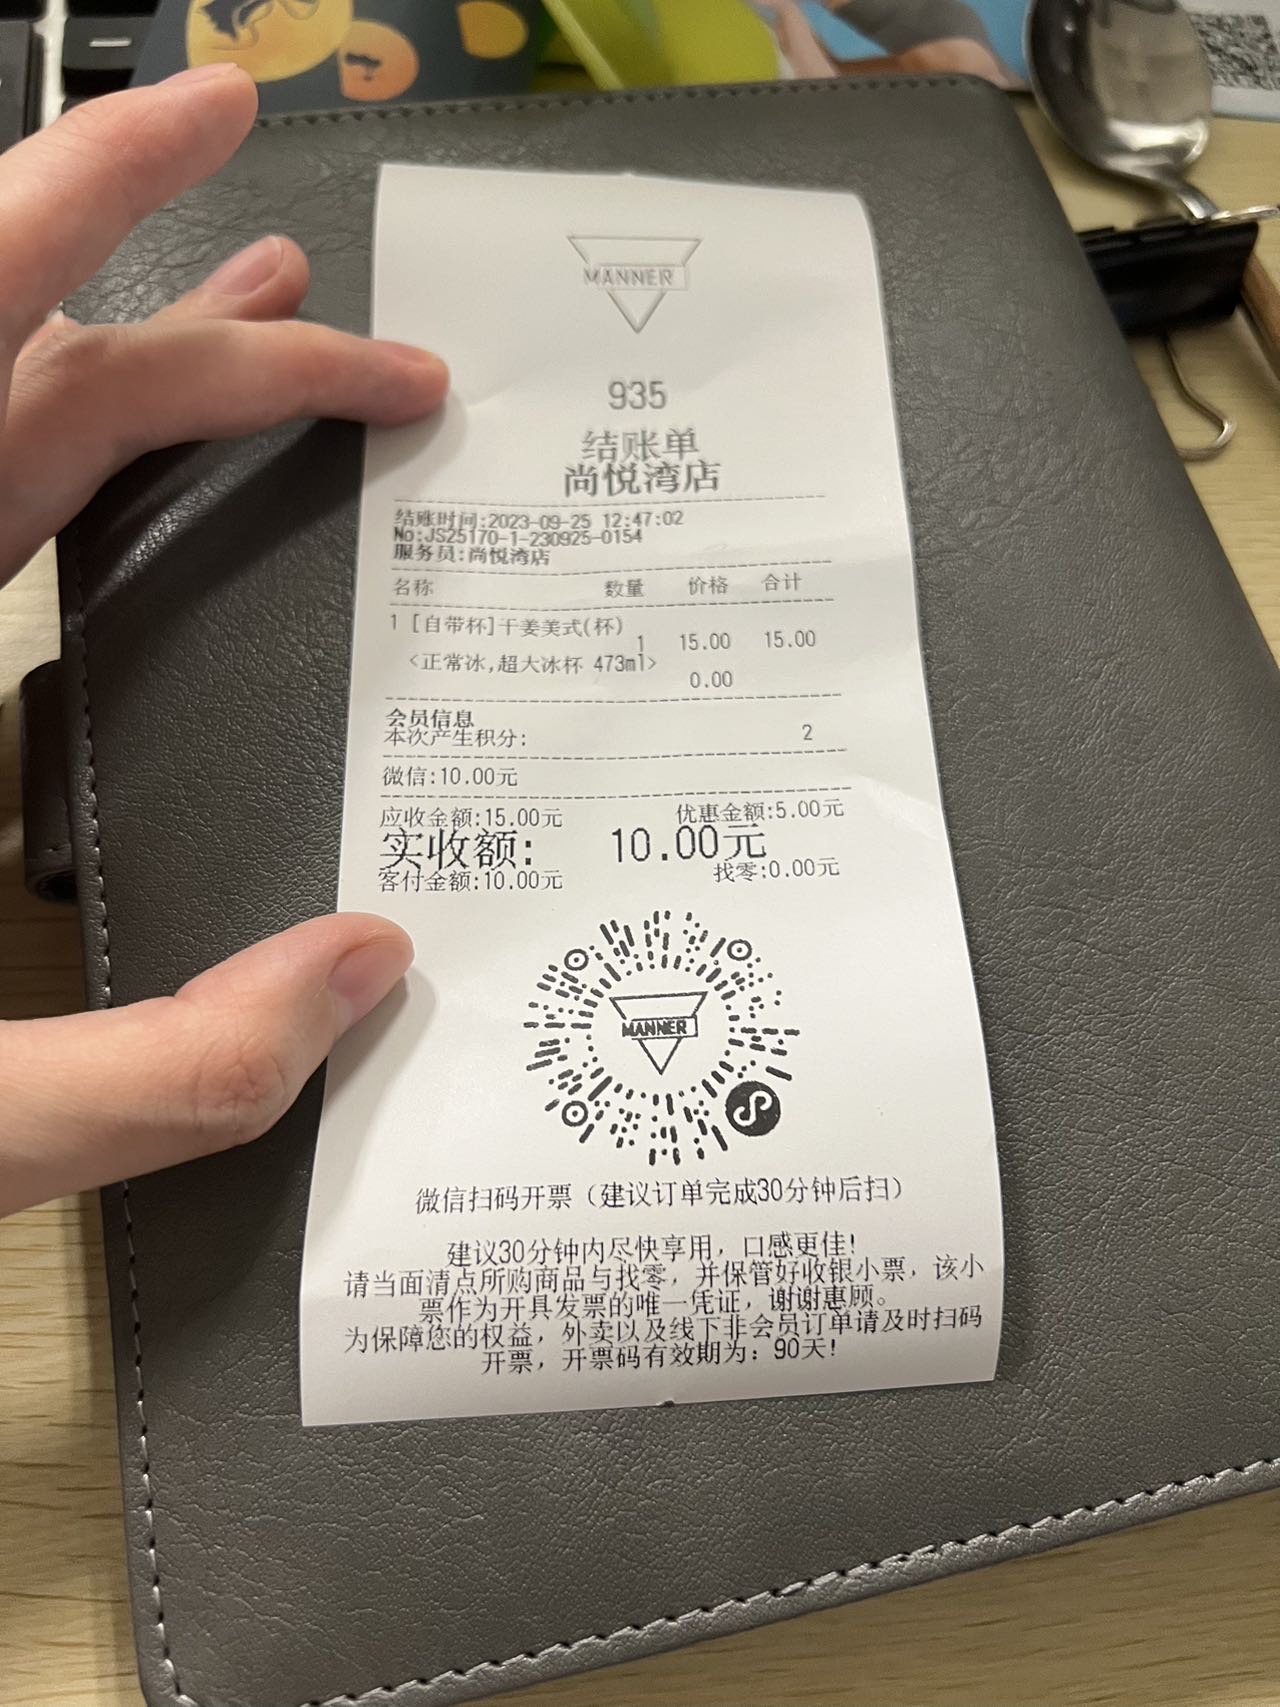 MANNER
935
结账单
尚悦湾店
结账时间:2023-09-25 12:47:02
No:JS25170-1-230925-0154
服务员:尚悦湾店
名称 数量 价格 合计
1 [自带杯]干姜美式(杯)
1 15.00 15.00
<正常冰,超大冰杯 473ml>
0.00
会员信息
本次产生积分: 2
微信:10.00元
应收金额:15.00元 优惠金额:5.00元
实收额: 10.00元
客付金额:10.00元 找零:0.00元
MANNER
微信扫码开票（建议订单完成30分钟后扫）
建议30分钟内尽快享用，口感更佳!
请当面清点所购商品与找零，并保管好收银小票，该小
票作为开具发票的唯一凭证，谢谢惠顾。
为保障您的权益，外卖以及线下非会员订单请及时扫码
开票，开票码有效期为：90天!